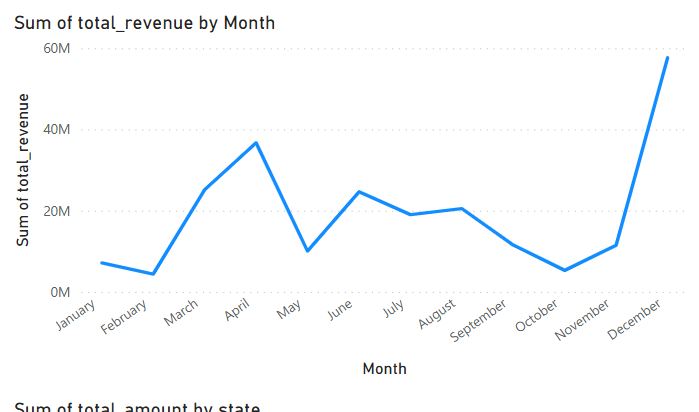 Sum of total_revenue by Month
60M
40M
20M
0M
Sum of total_revenue
January
February
March
April
May
June
July
August
September
October
November
December
Month
Sum of total_amount by state